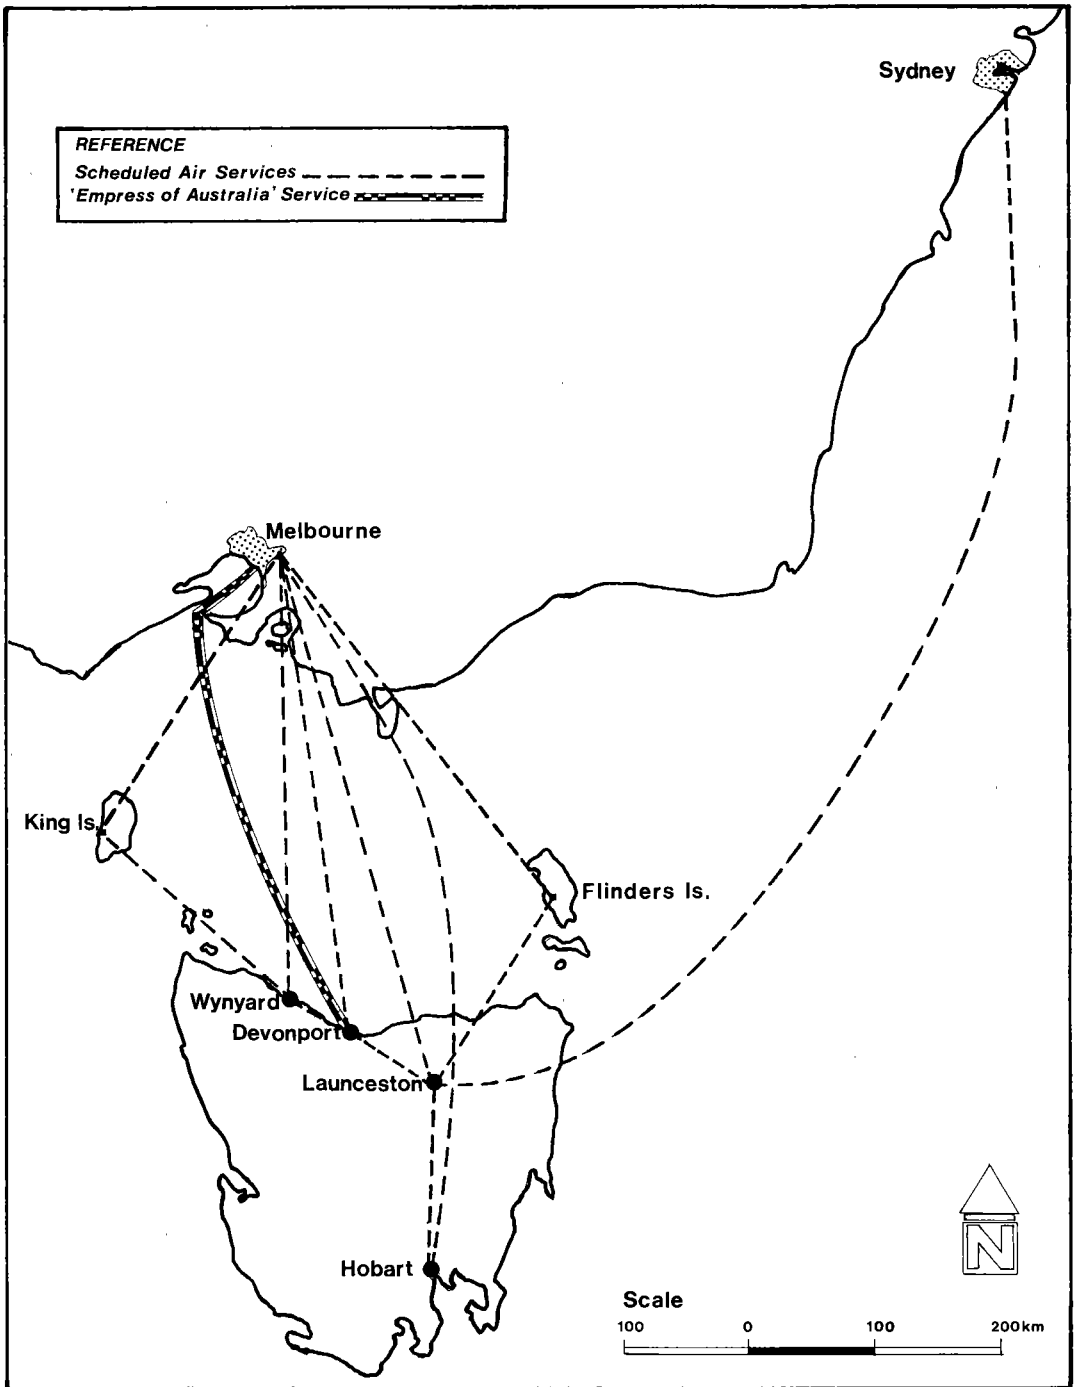 Sydney
REFERENCE
Scheduled Air Services
'Empress of Australia' Service
Melbourne
King Is.
Flinders Is.
Wynyard
Devonport
Launceston
Hobart
N
Scale
100 0 100 200km